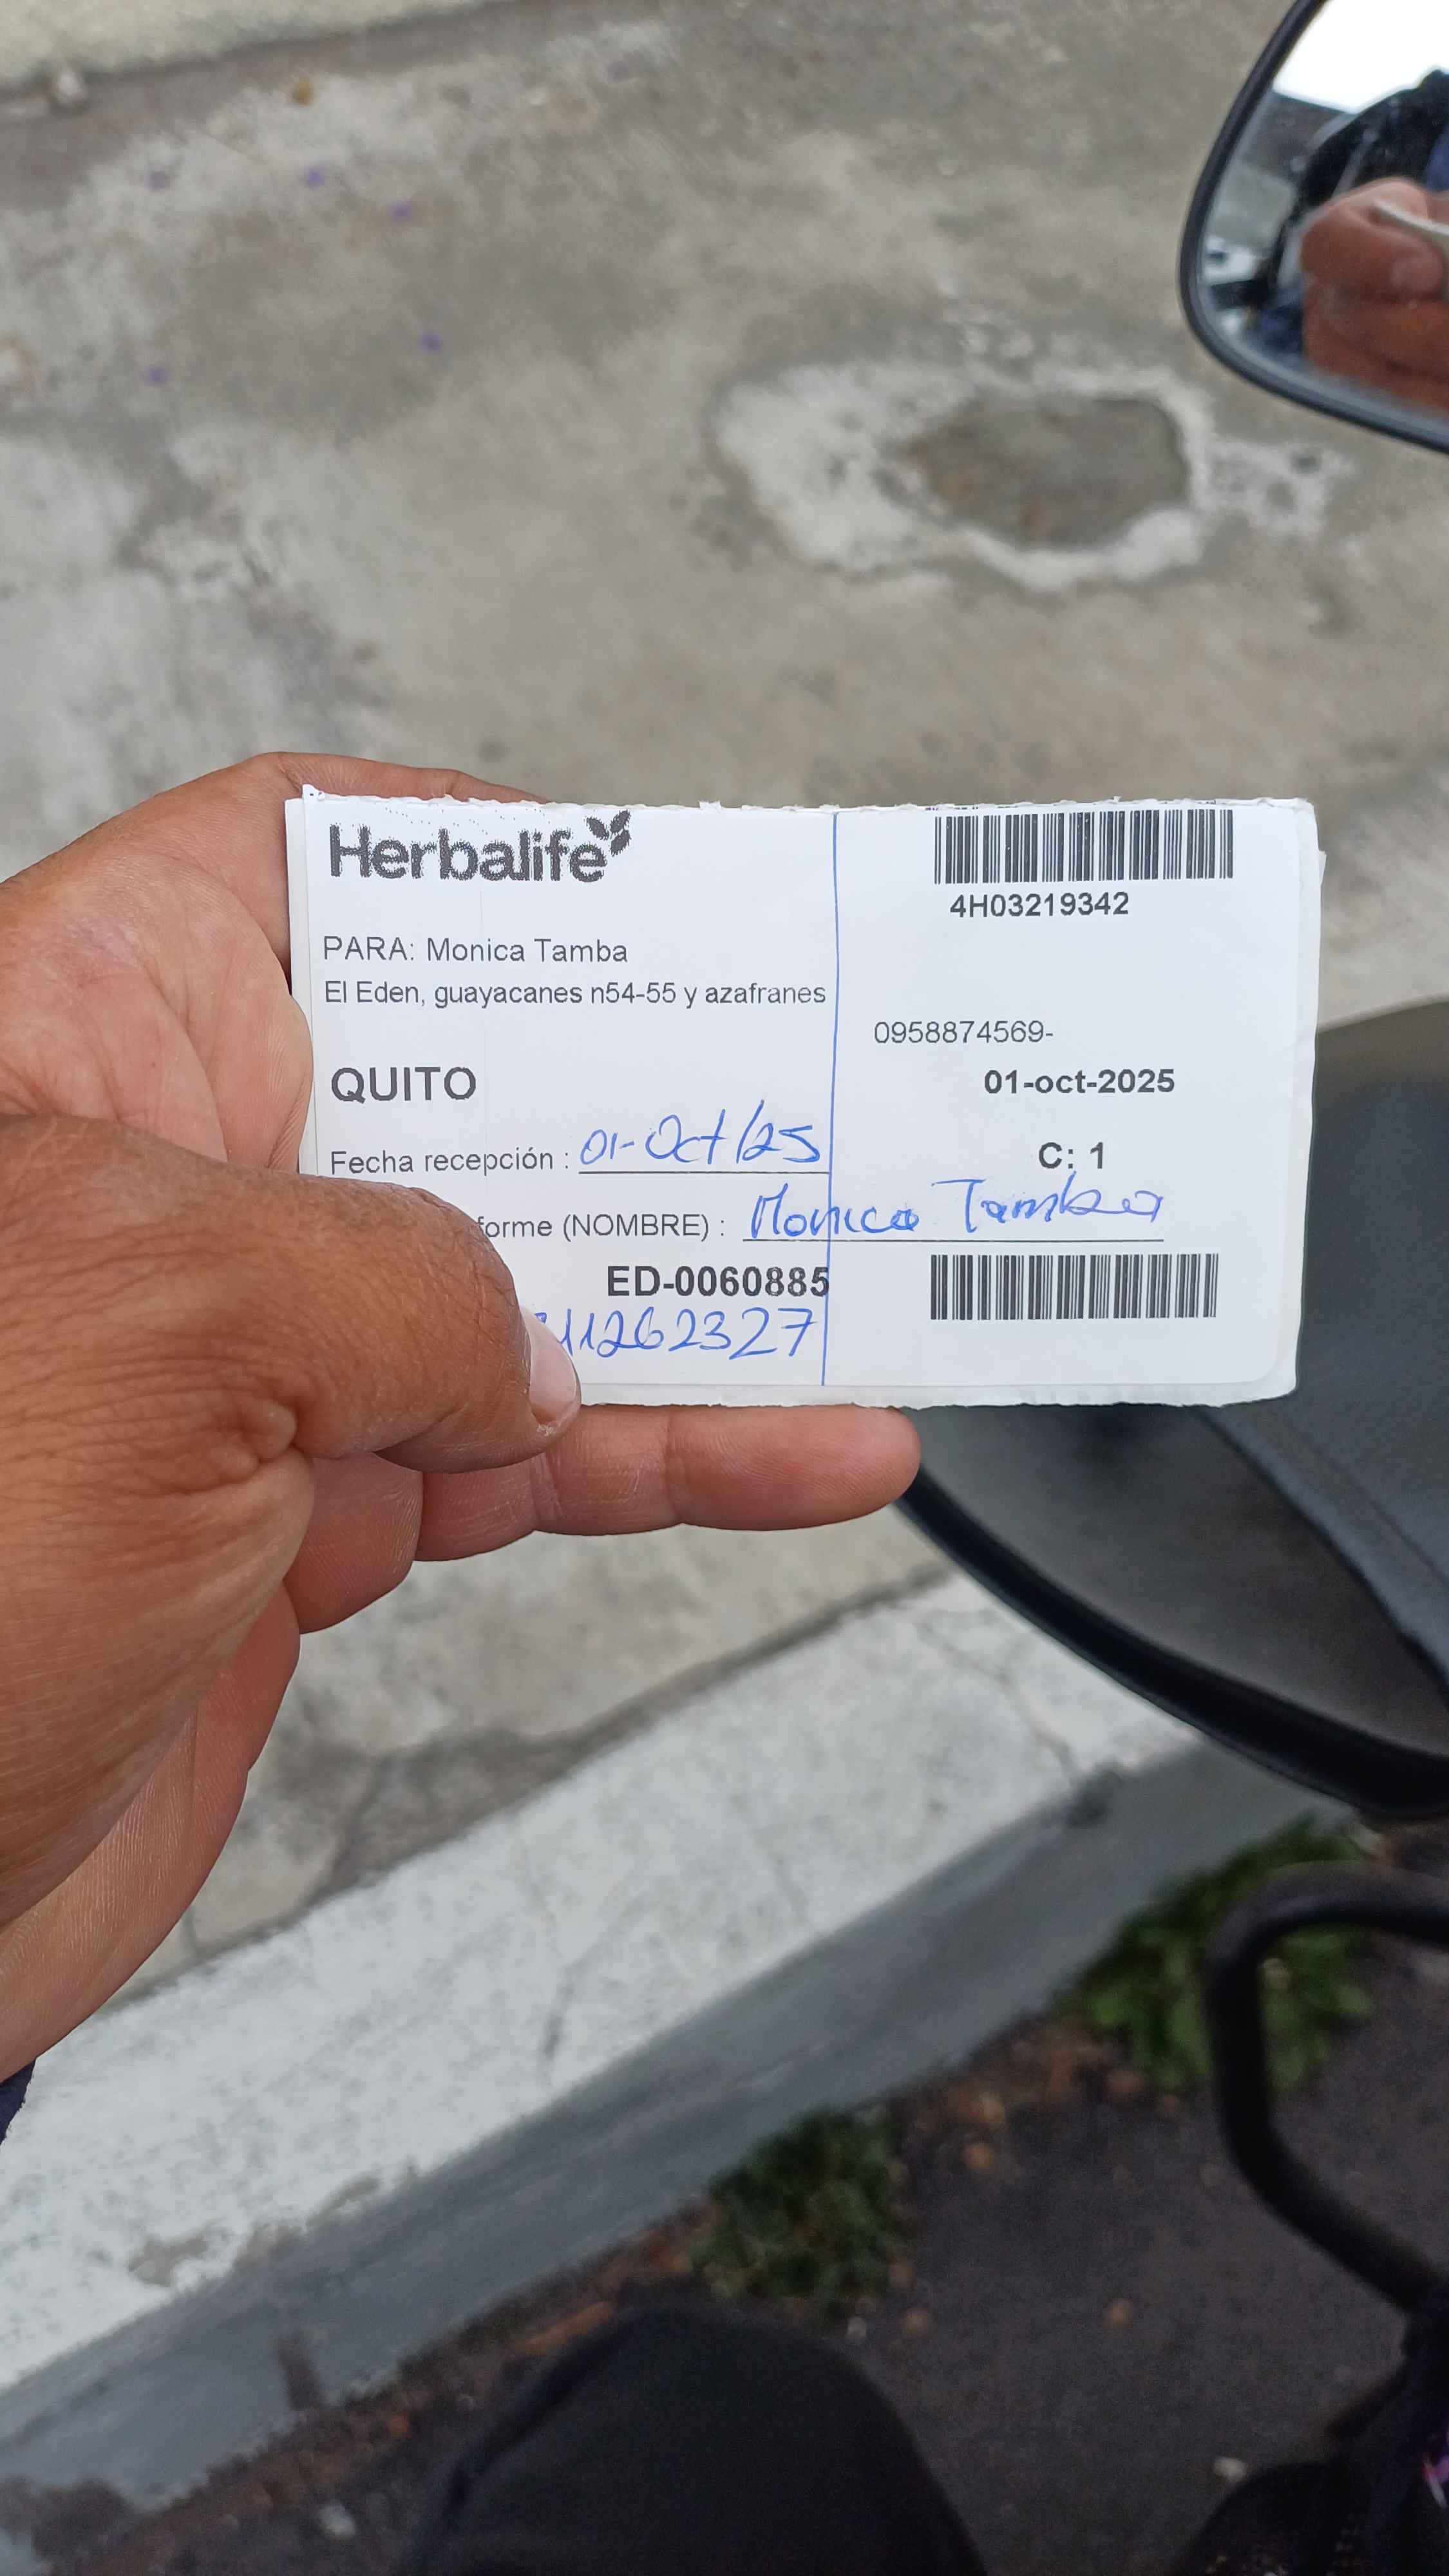 Herbalife
4H03219342
PARA: Monica Tamba
El Eden, guayacanes n54-55 y azafranes
0958874569-
QUITO
01-oct-2025
Fecha recepción : 01-Oct/25
C: 1
forme (NOMBRE) : Monica Tamba
ED-0060885
11262327